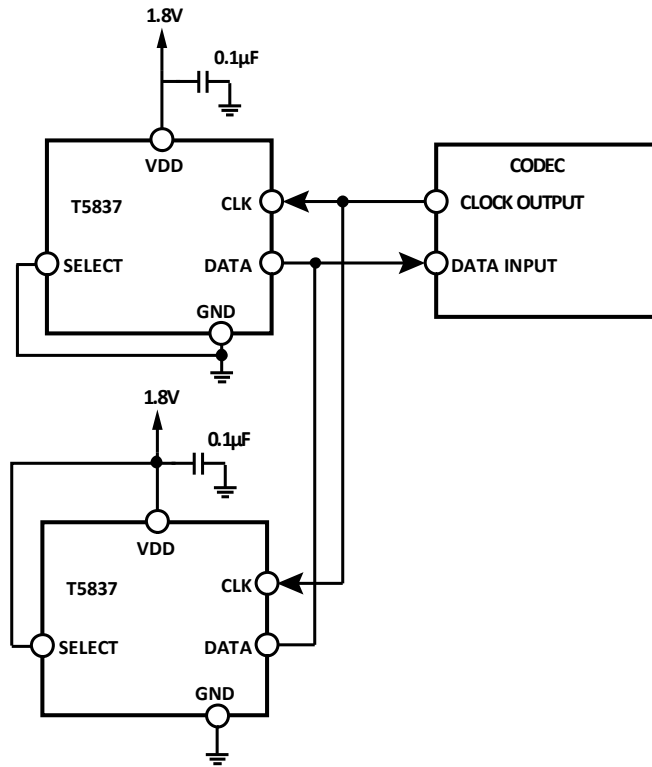 1.8V
0.1µF
VDD
T5837
CLK
SELECT
DATA
GND
CODEC
CLOCK OUTPUT
DATA INPUT
1.8V
0.1µF
VDD
T5837
CLK
SELECT
DATA
GND